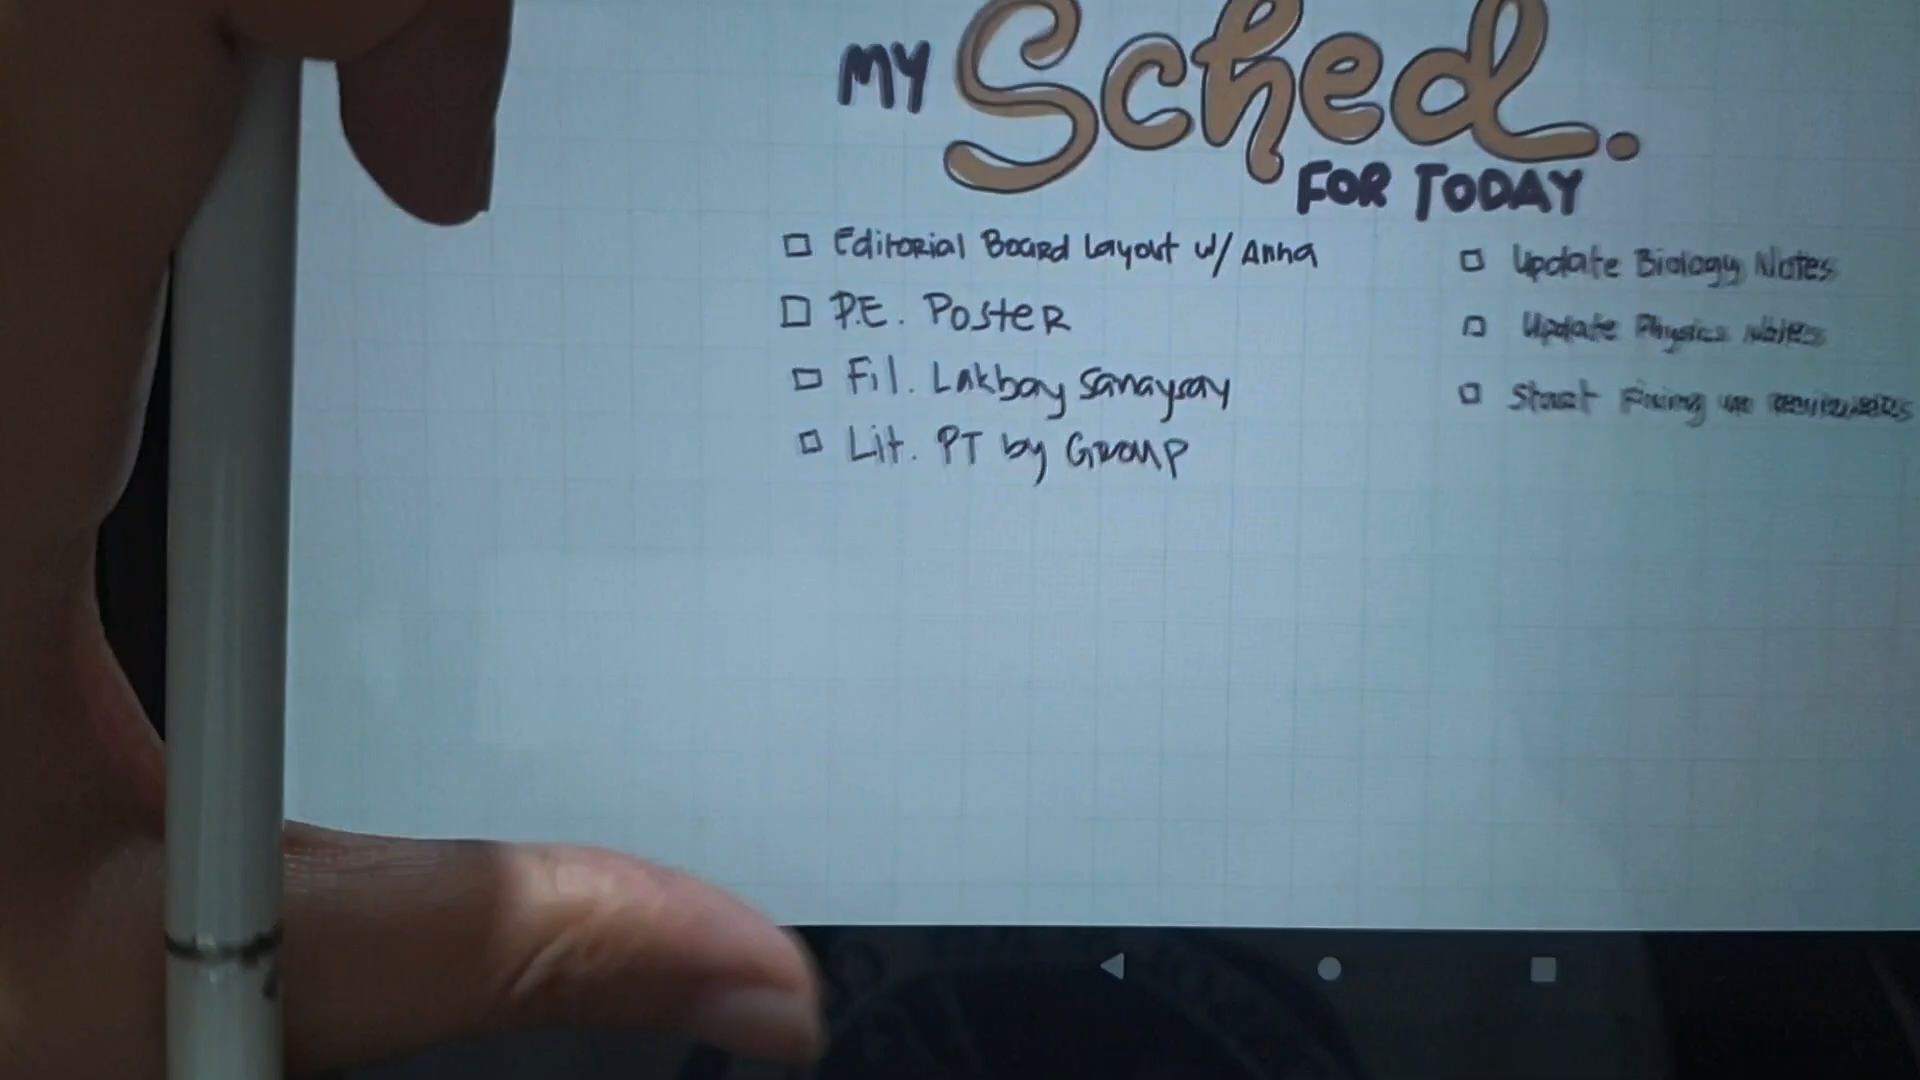 MY Sched.
FOR TODAY
Editorial Board Layout w/ Anna
P.E. Poster
Fil. Lakbay Sanaysay
Lit. PT by Group
Update Biology Notes
Update Physics Notes
Start Fixing